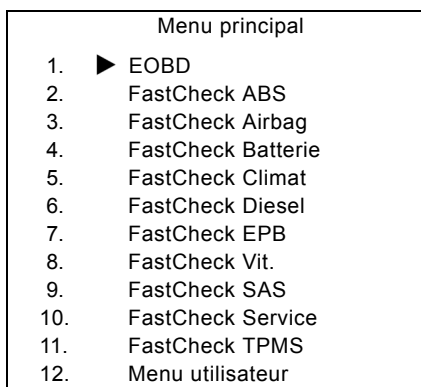 Menu principal
1. ▶ EOBD
2. FastCheck ABS
3. FastCheck Airbag
4. FastCheck Batterie
5. FastCheck Climat
6. FastCheck Diesel
7. FastCheck EPB
8. FastCheck Vit.
9. FastCheck SAS
10. FastCheck Service
11. FastCheck TPMS
12. Menu utilisateur